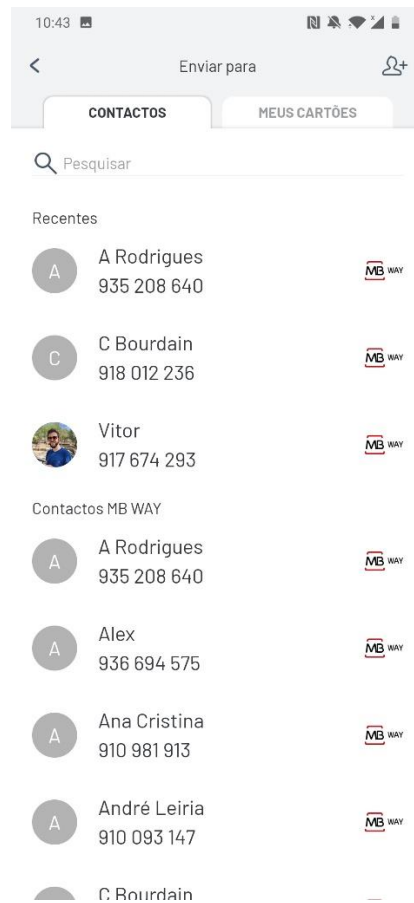 10:43
Enviar para
CONTACTOS
MEUS CARTÕES
Pesquisar
Recentes
A
A Rodrigues
935 208 640
MB WAY
C
C Bourdain
918 012 236
MB WAY
Vitor
917 674 293
MB WAY
Contactos MB WAY
A
A Rodrigues
935 208 640
MB WAY
A
Alex
936 694 575
MB WAY
A
Ana Cristina
910 981 913
MB WAY
A
André Leiria
910 093 147
MB WAY
C Bourdain